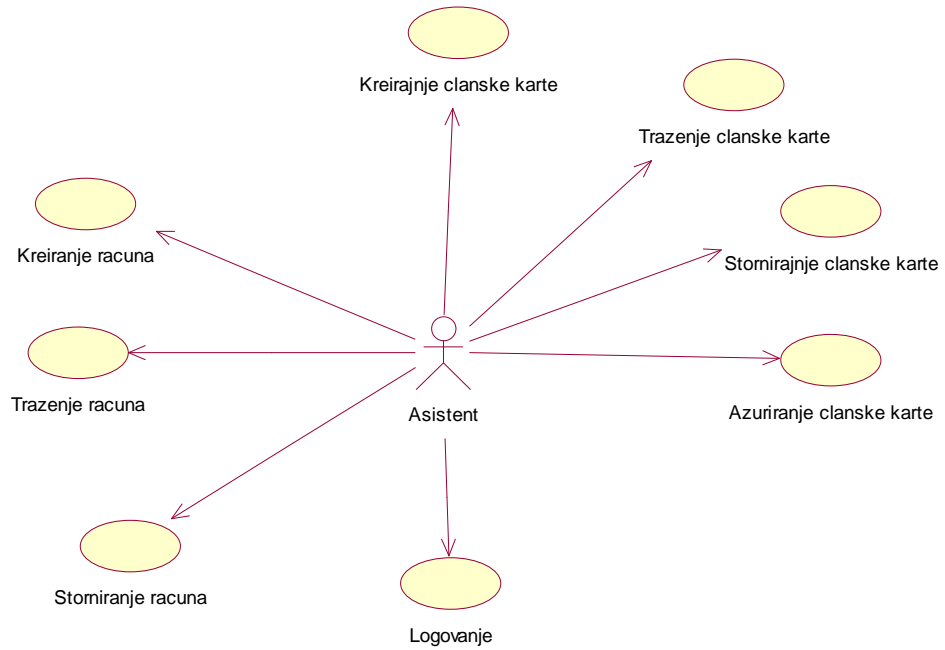 Kreirajnje clanske karte
Trazenje clanske karte
Kreiranje racuna
Stornirajnje clanske karte
Trazenje racuna
Asistent
Azuriranje clanske karte
Storniranje racuna
Logovanje